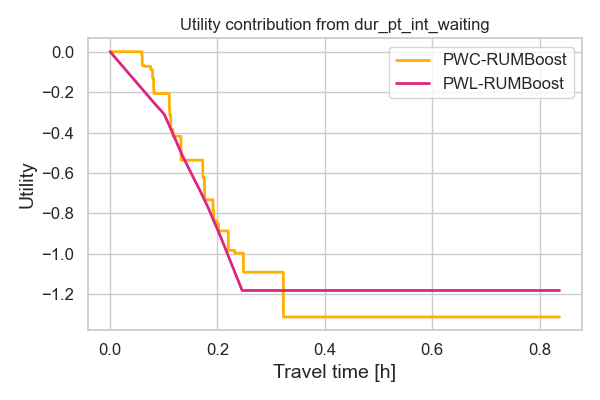 Utility contribution from dur_pt_int_waiting
PWC-RUMBoost
PWL-RUMBoost
Utility
0.0
−0.2
−0.4
−0.6
−0.8
−1.0
−1.2
0.0 0.2 0.4 0.6 0.8
Travel time [h]